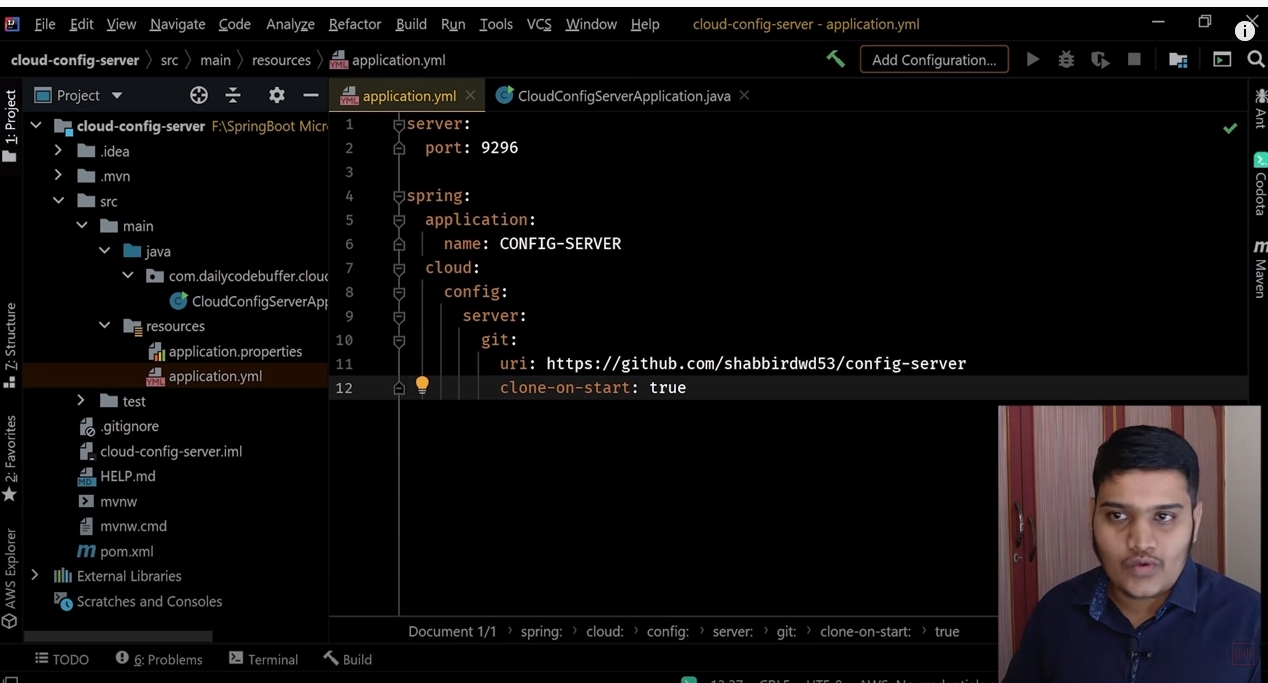 File Edit View Navigate Code Analyze Refactor Build Run Tools VCS Window Help cloud-config-server - application.yml
cloud-config-server src main resources application.yml Add Configuration...
Project
application.yml CloudConfigServerApplication.java
1: Project
cloud-config-server F:\SpringBoot Micr
.idea
.mvn
src
main
java
com.dailycodebuffer.cloud
CloudConfigServerApp
resources
application.properties
application.yml
test
.gitignore
cloud-config-server.iml
HELP.md
mvnw
mvnw.cmd
pom.xml
External Libraries
Scratches and Consoles
Z: Structure
2: Favorites
AWS Explorer
1 server:
2 port: 9296
3
4 spring:
5 application:
6 name: CONFIG-SERVER
7 cloud:
8 config:
9 server:
10 git:
11 uri: https://github.com/shabbirdwd53/config-server
12 clone-on-start: true
Ant
Codota
Maven
Document 1/1 spring: cloud: config: server: git: clone-on-start: true
TODO 6: Problems Terminal Build